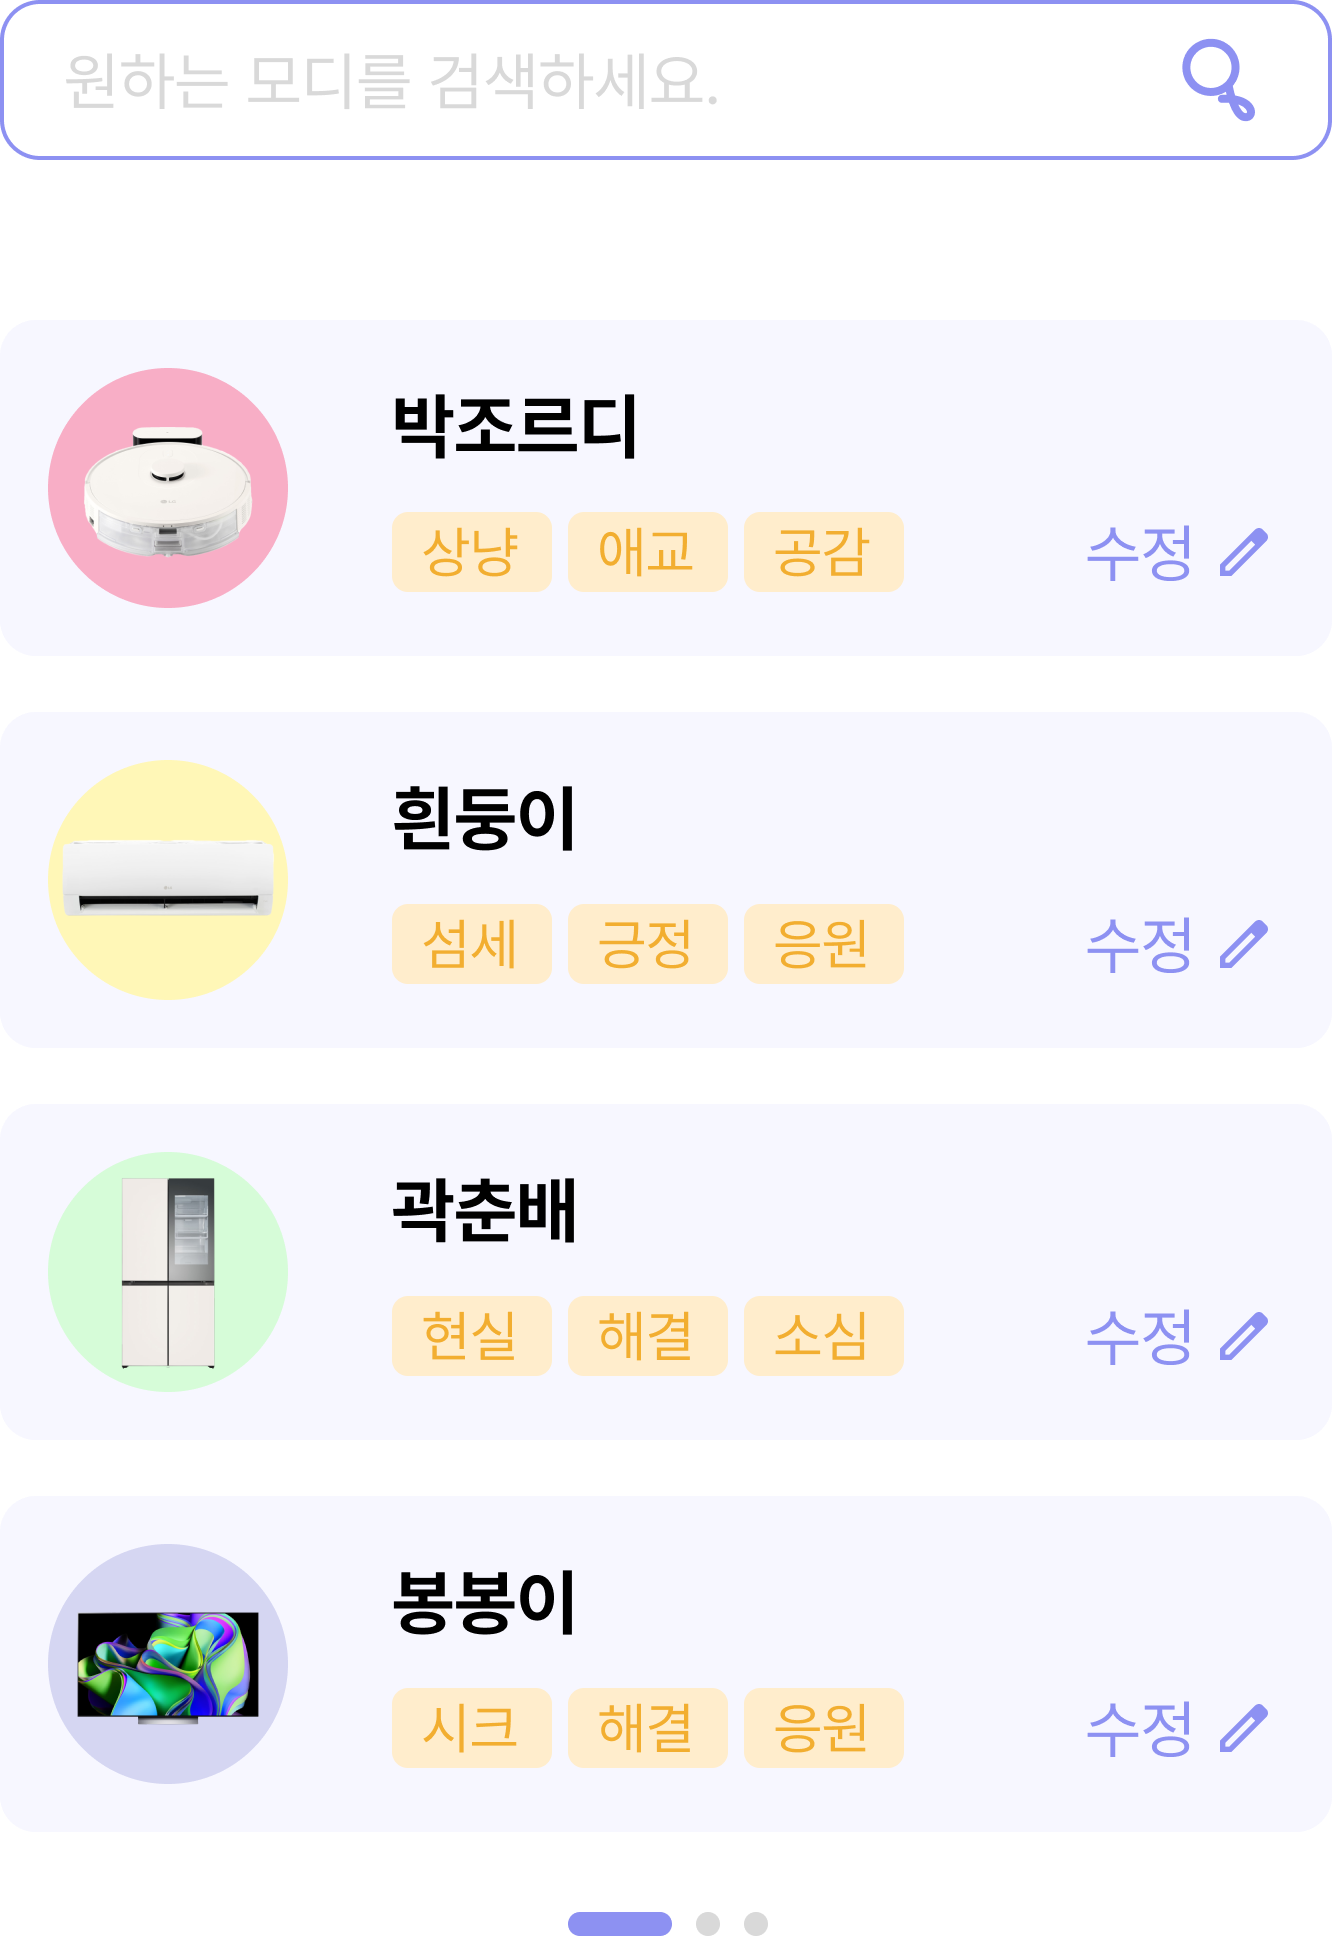 원하는 모디를 검색하세요.
박조르디
상냥 애교 공감 수정
흰둥이
섬세 긍정 응원 수정
곽춘배
현실 해결 소심 수정
봉봉이
시크 해결 응원 수정